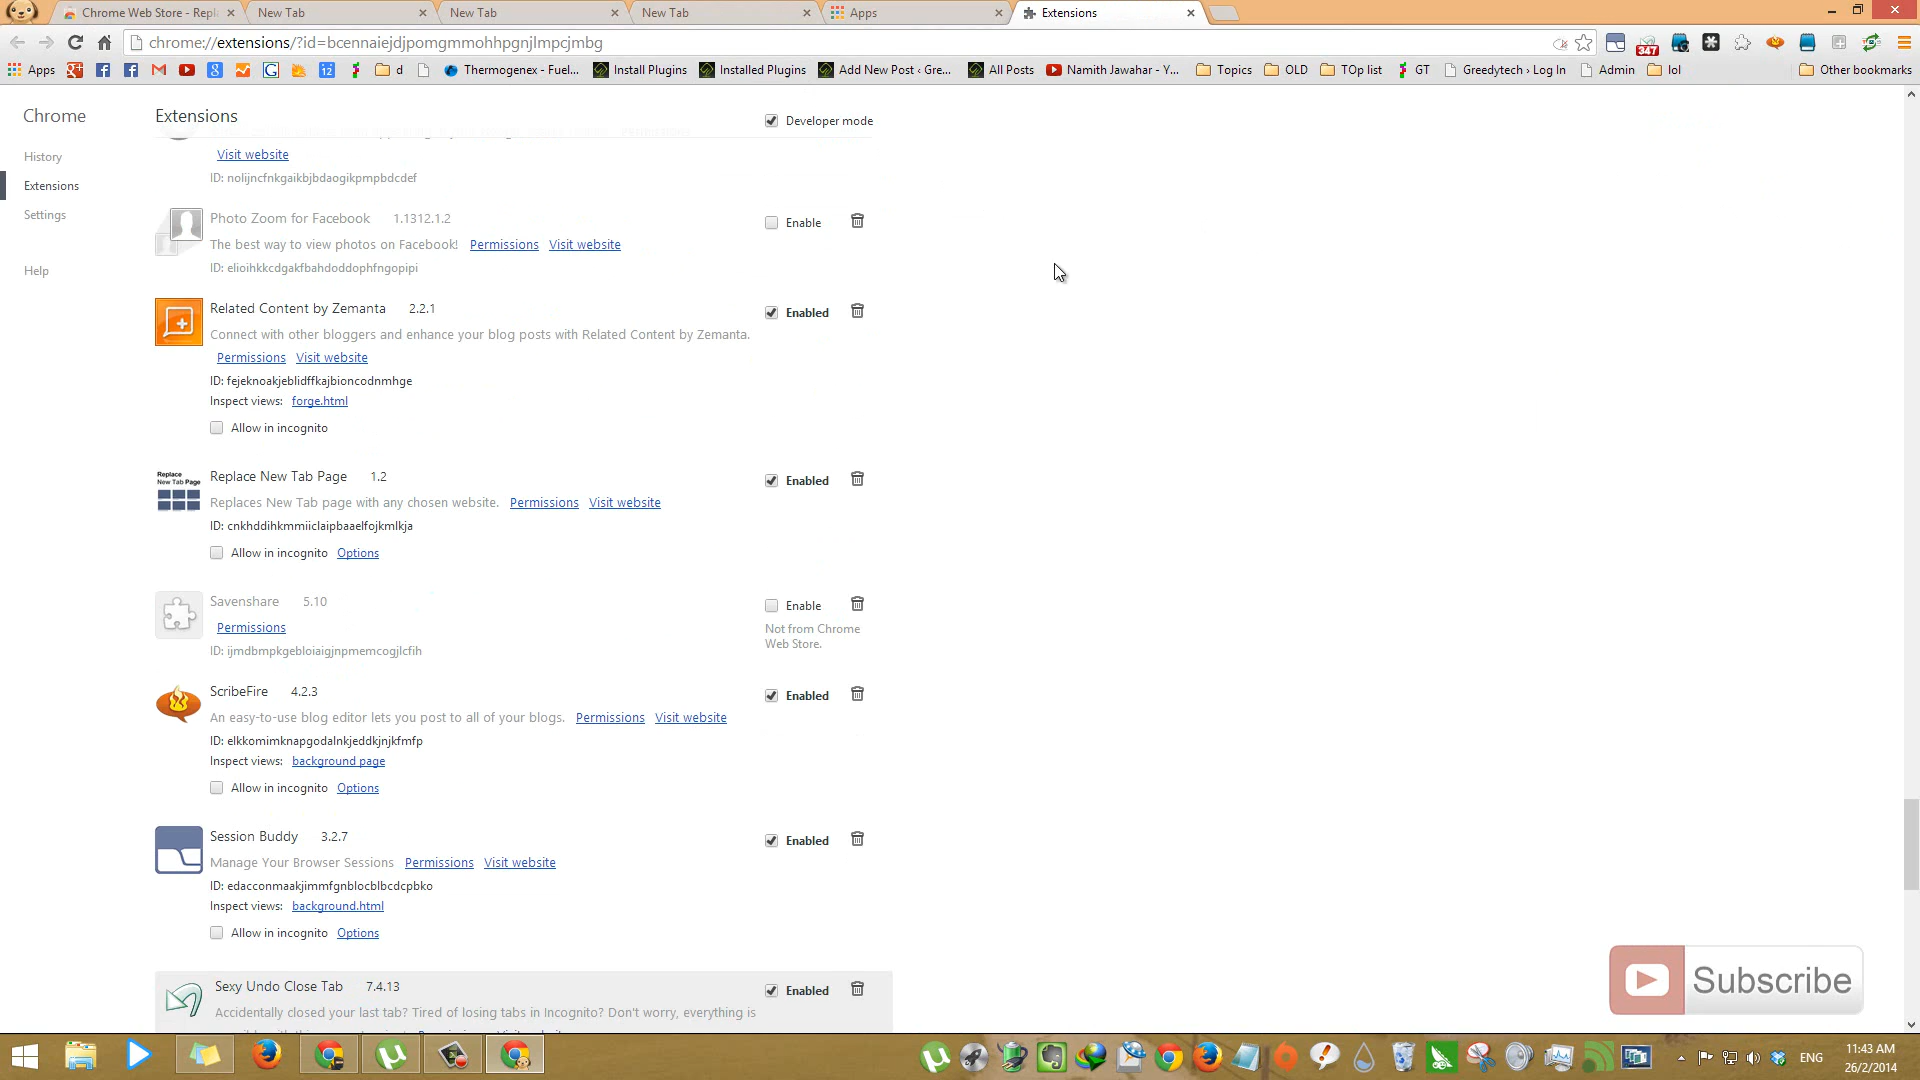 Chrome Web Store - Repl
New Tab
New Tab
New Tab
Apps
Extensions
chrome://extensions/?id=bcennaiejdjpomgmmohhpgnjlmpcjmbg
347
Apps
12
d
Thermogenex - Fuel...
Install Plugins
Installed Plugins
Add New Post ‹ Gre...
All Posts
Namith Jawahar - Y...
Topics
OLD
TOp list
GT
Greedytech › Log In
Admin
lol
Other bookmarks
Chrome
History
Extensions
Settings
Help
Extensions
Developer mode
Visit website
ID: nolijncfnkgaikbjbdaogikpmpbdcdef
Photo Zoom for Facebook 1.1312.1.2
Enable
The best way to view photos on Facebook! Permissions Visit website
ID: elioihkkcdgakfbahdoddophfngopipi
Related Content by Zemanta 2.2.1
Enabled
Connect with other bloggers and enhance your blog posts with Related Content by Zemanta.
Permissions Visit website
ID: fejeknoakjeblidffkajbioncodnmhge
Inspect views: forge.html
Allow in incognito
Replace
New Tab Page
Replace New Tab Page 1.2
Enabled
Replaces New Tab page with any chosen website. Permissions Visit website
ID: cnkhddihkmmiiclaipbaaelfojkmlkja
Allow in incognito Options
Savenshare 5.10
Enable
Permissions
Not from Chrome
Web Store.
ID: ijmdbmpkgebloiaigjnpmemcogjlcfih
ScribeFire 4.2.3
Enabled
An easy-to-use blog editor lets you post to all of your blogs. Permissions Visit website
ID: elkkomimknapgodalnkjeddkjnjkfmfp
Inspect views: background page
Allow in incognito Options
Session Buddy 3.2.7
Enabled
Manage Your Browser Sessions Permissions Visit website
ID: edacconmaakjimmfgnblocblbcdcpbko
Inspect views: background.html
Allow in incognito Options
Sexy Undo Close Tab 7.4.13
Enabled
Accidentally closed your last tab? Tired of losing tabs in Incognito? Don't worry, everything is
Subscribe
ENG
11:43 AM
26/2/2014